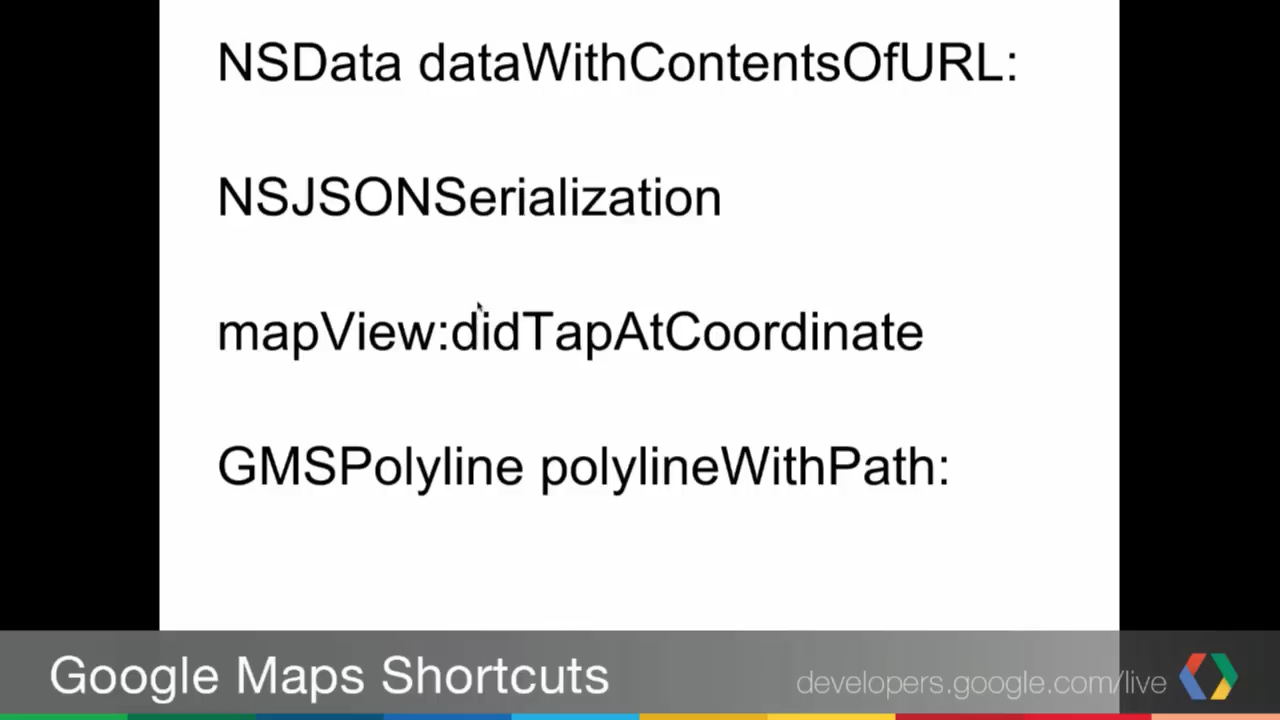 NSData dataWithContentsOfURL:
NSJSONSerialization
mapView:didTapAtCoordinate
GMSPolyline polylineWithPath:
Google Maps Shortcuts
developers.google.com/live